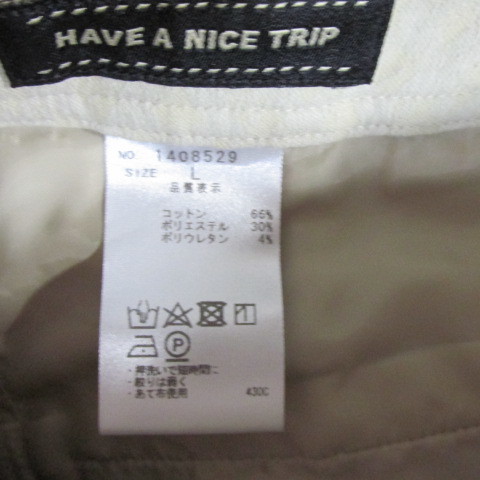 HAVE A NICE TRIP
NO. 1408529
SIZE L
品質表示
コットン 66%
ポリエステル 30%
ポリウレタン 4%
P
・押洗いで短時間に
・絞りは弱く
・あて布使用 430C